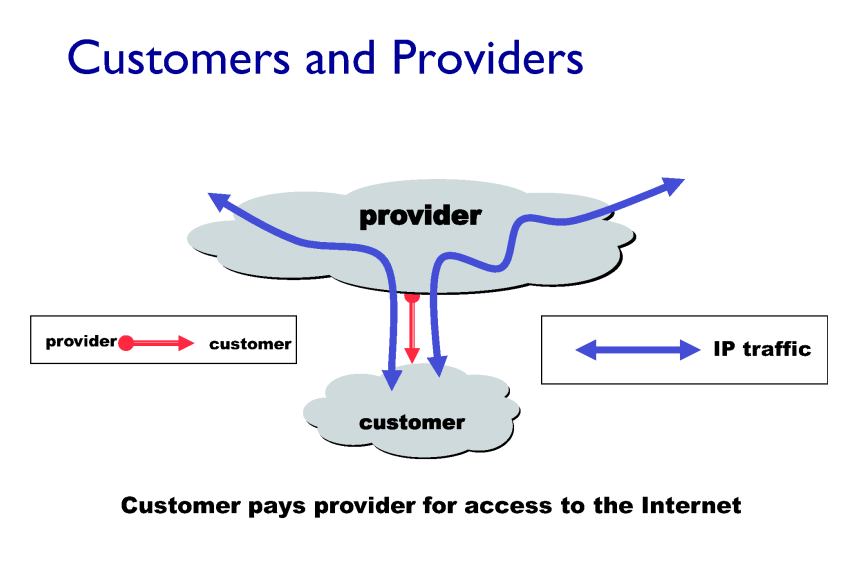 Customers and Providers
provider
provider customer
IP traffic
customer
Customer pays provider for access to the Internet